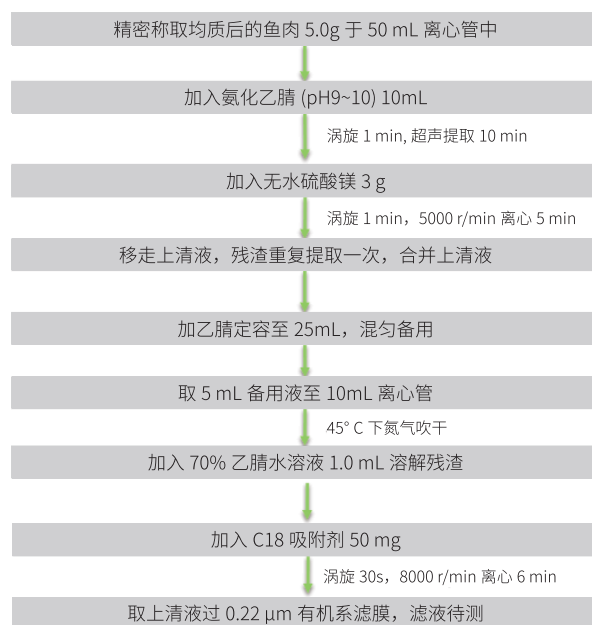 精密称取均质后的鱼肉 5.0g 于 50 mL 离心管中
加入氨化乙腈 (pH9~10) 10mL
涡旋 1 min, 超声提取 10 min
加入无水硫酸镁 3 g
涡旋 1 min，5000 r/min 离心 5 min
移走上清液，残渣重复提取一次，合并上清液
加乙腈定容至 25mL，混匀备用
取 5 mL 备用液至 10mL 离心管
45° C 下氮气吹干
加入 70% 乙腈水溶液 1.0 mL 溶解残渣
加入 C18 吸附剂 50 mg
涡旋 30s，8000 r/min 离心 6 min
取上清液过 0.22 μm 有机系滤膜，滤液待测